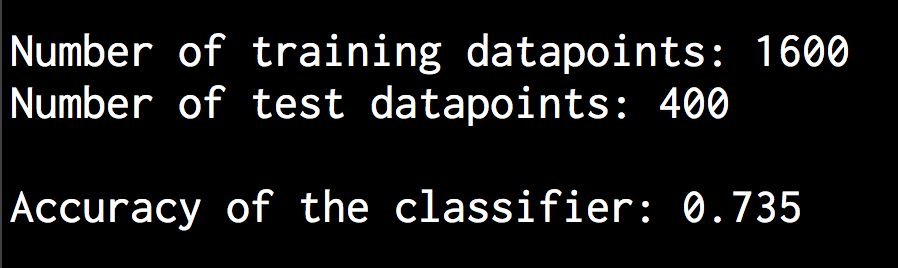 Number of training datapoints: 1600
Number of test datapoints: 400
Accuracy of the classifier: 0.735